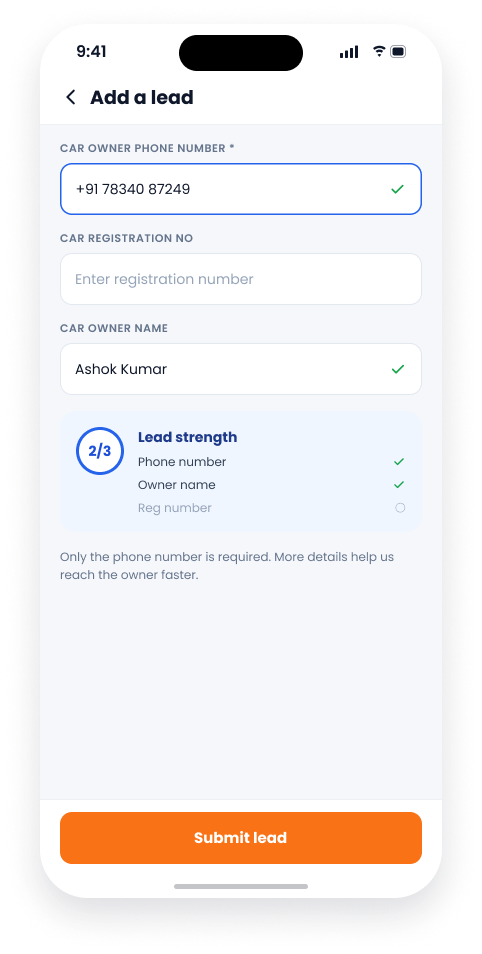 9:41
Add a lead
CAR OWNER PHONE NUMBER *
+91 78340 87249
CAR REGISTRATION NO
Enter registration number
CAR OWNER NAME
Ashok Kumar
2/3
Lead strength
Phone number
Owner name
Reg number
Only the phone number is required. More details help us
reach the owner faster.
Submit lead